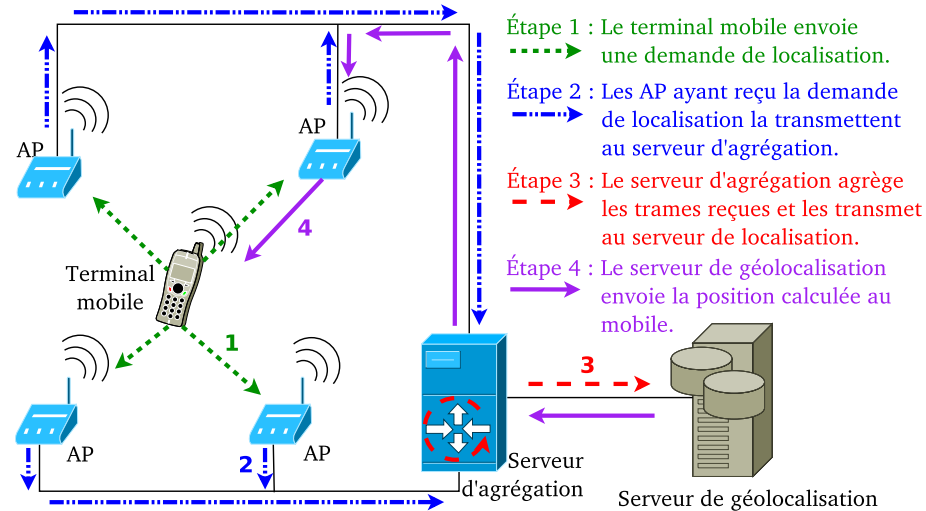 Étape 1 : Le terminal mobile envoie
une demande de localisation.
Étape 2 : Les AP ayant reçu la demande
de localisation la transmettent
au serveur d'agrégation.
Étape 3 : Le serveur d'agrégation agrège
les trames reçues et les transmet
au serveur de localisation.
Étape 4 : Le serveur de géolocalisation
envoie la position calculée au
mobile.
AP
AP
4
Terminal
mobile
1
3
AP
2
AP
Serveur
d'agrégation
Serveur de géolocalisation